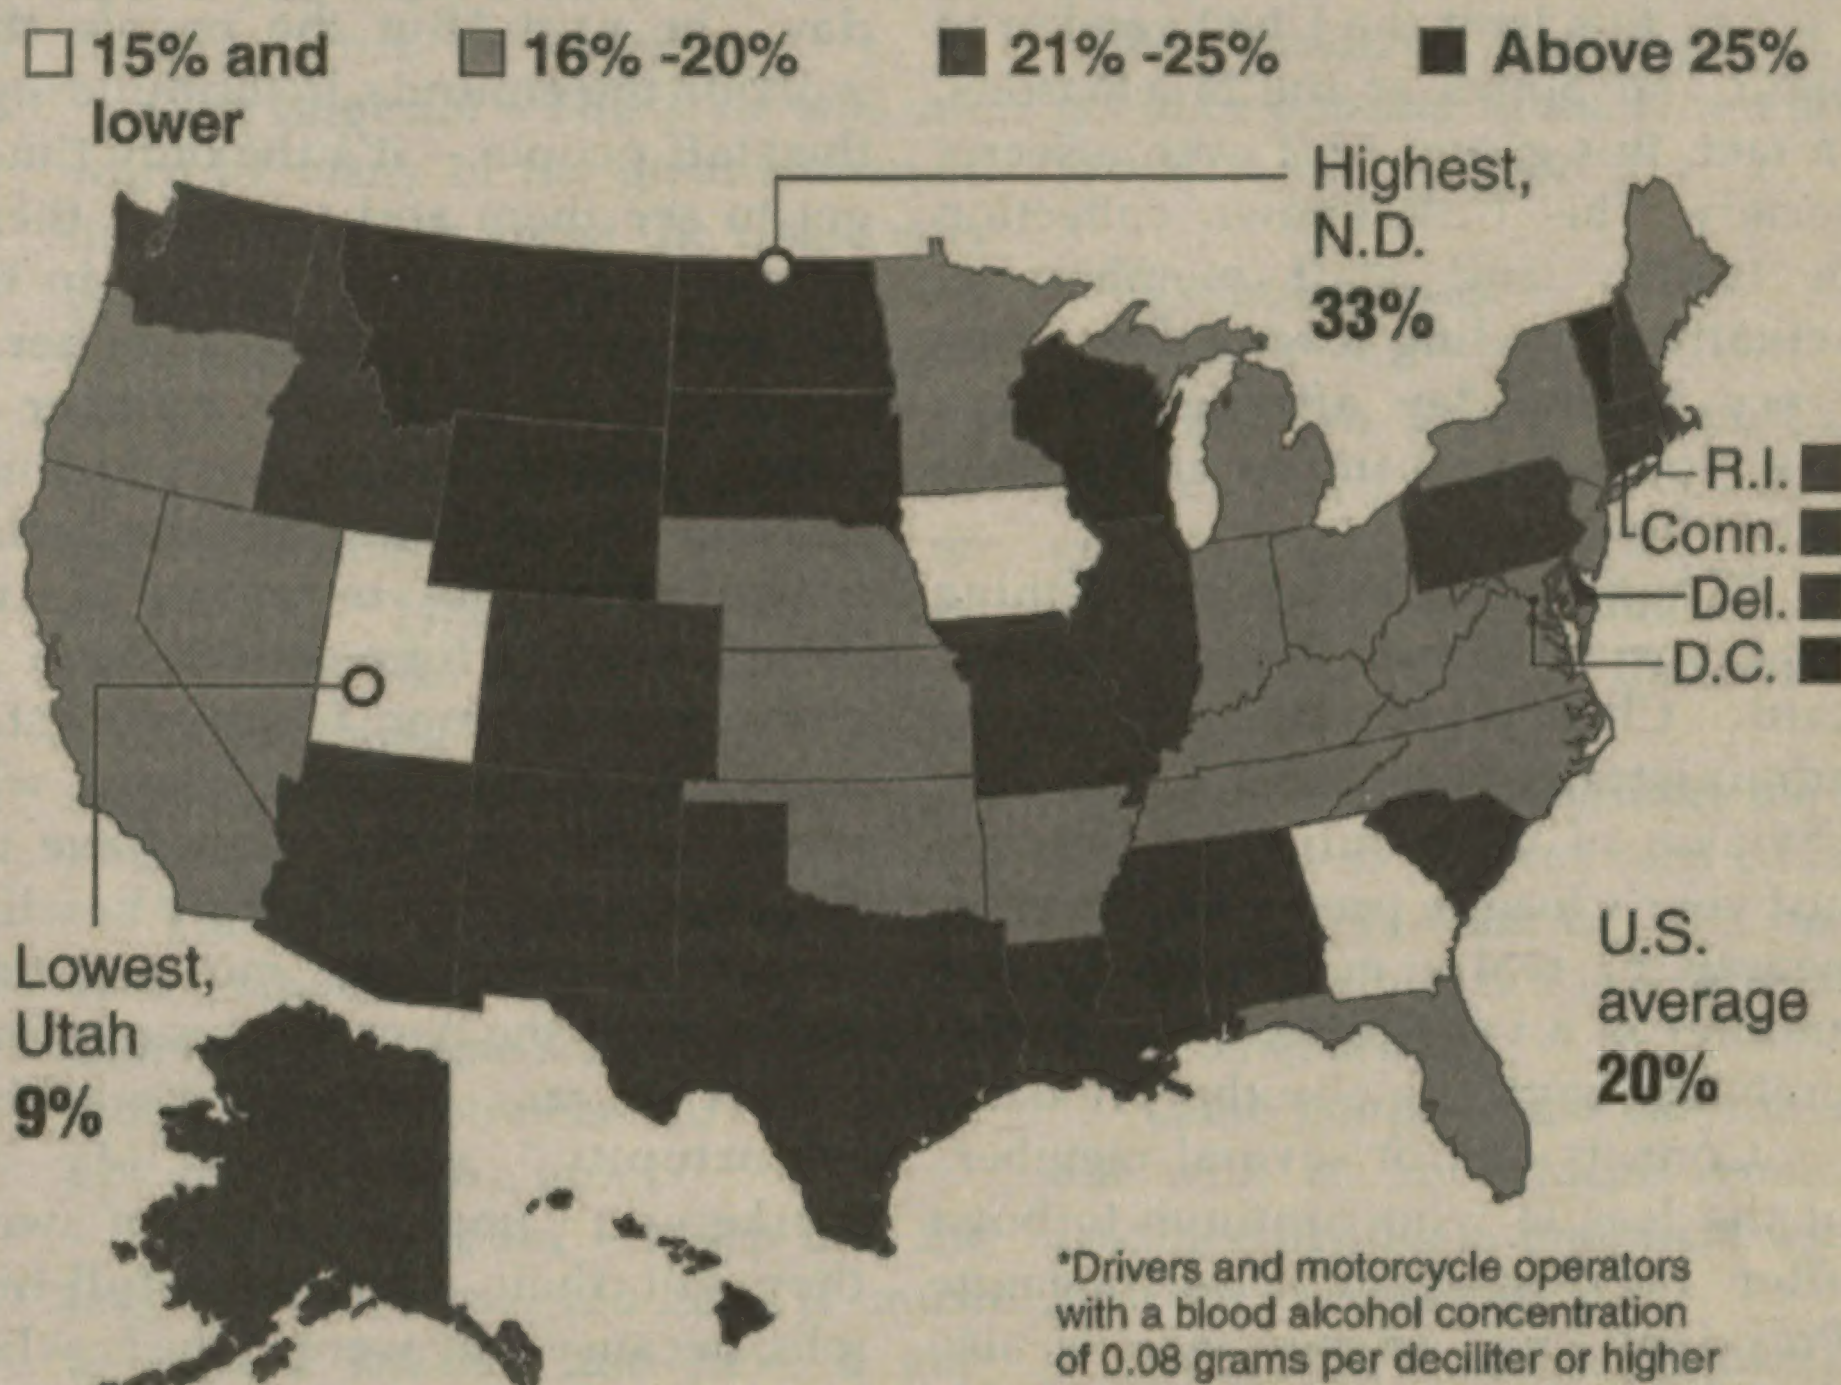 15% and
lower
16% -20%
21% -25%
Above 25%
Highest,
N.D.
33%
R.I.
Conn.
Del.
D.C.
Lowest,
Utah
9%
U.S.
average
20%
*Drivers and motorcycle operators
with a blood alcohol concentration
of 0.08 grams per deciliter or higher